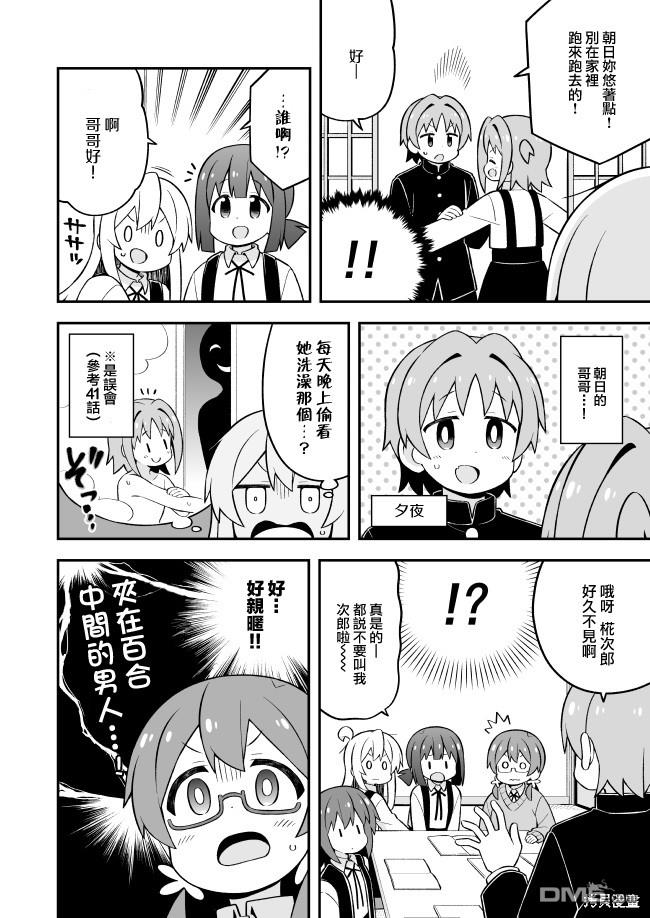 朝日妳悠著點！
別在家裡
跑來跑去的！
好ー
!!
…誰啊!?
啊
哥哥好！
ササッ
朝日的
哥哥…！
夕夜
每天晚上偷看
她洗澡那個…？
※是誤會
（參考41話）
ぞっ…
哦呀 椛次郎
好久不見啊
!?
真是的ー
都說不要叫我
次郎啦～～
好…
好親暱!!
夾在百合
中間的男人…！